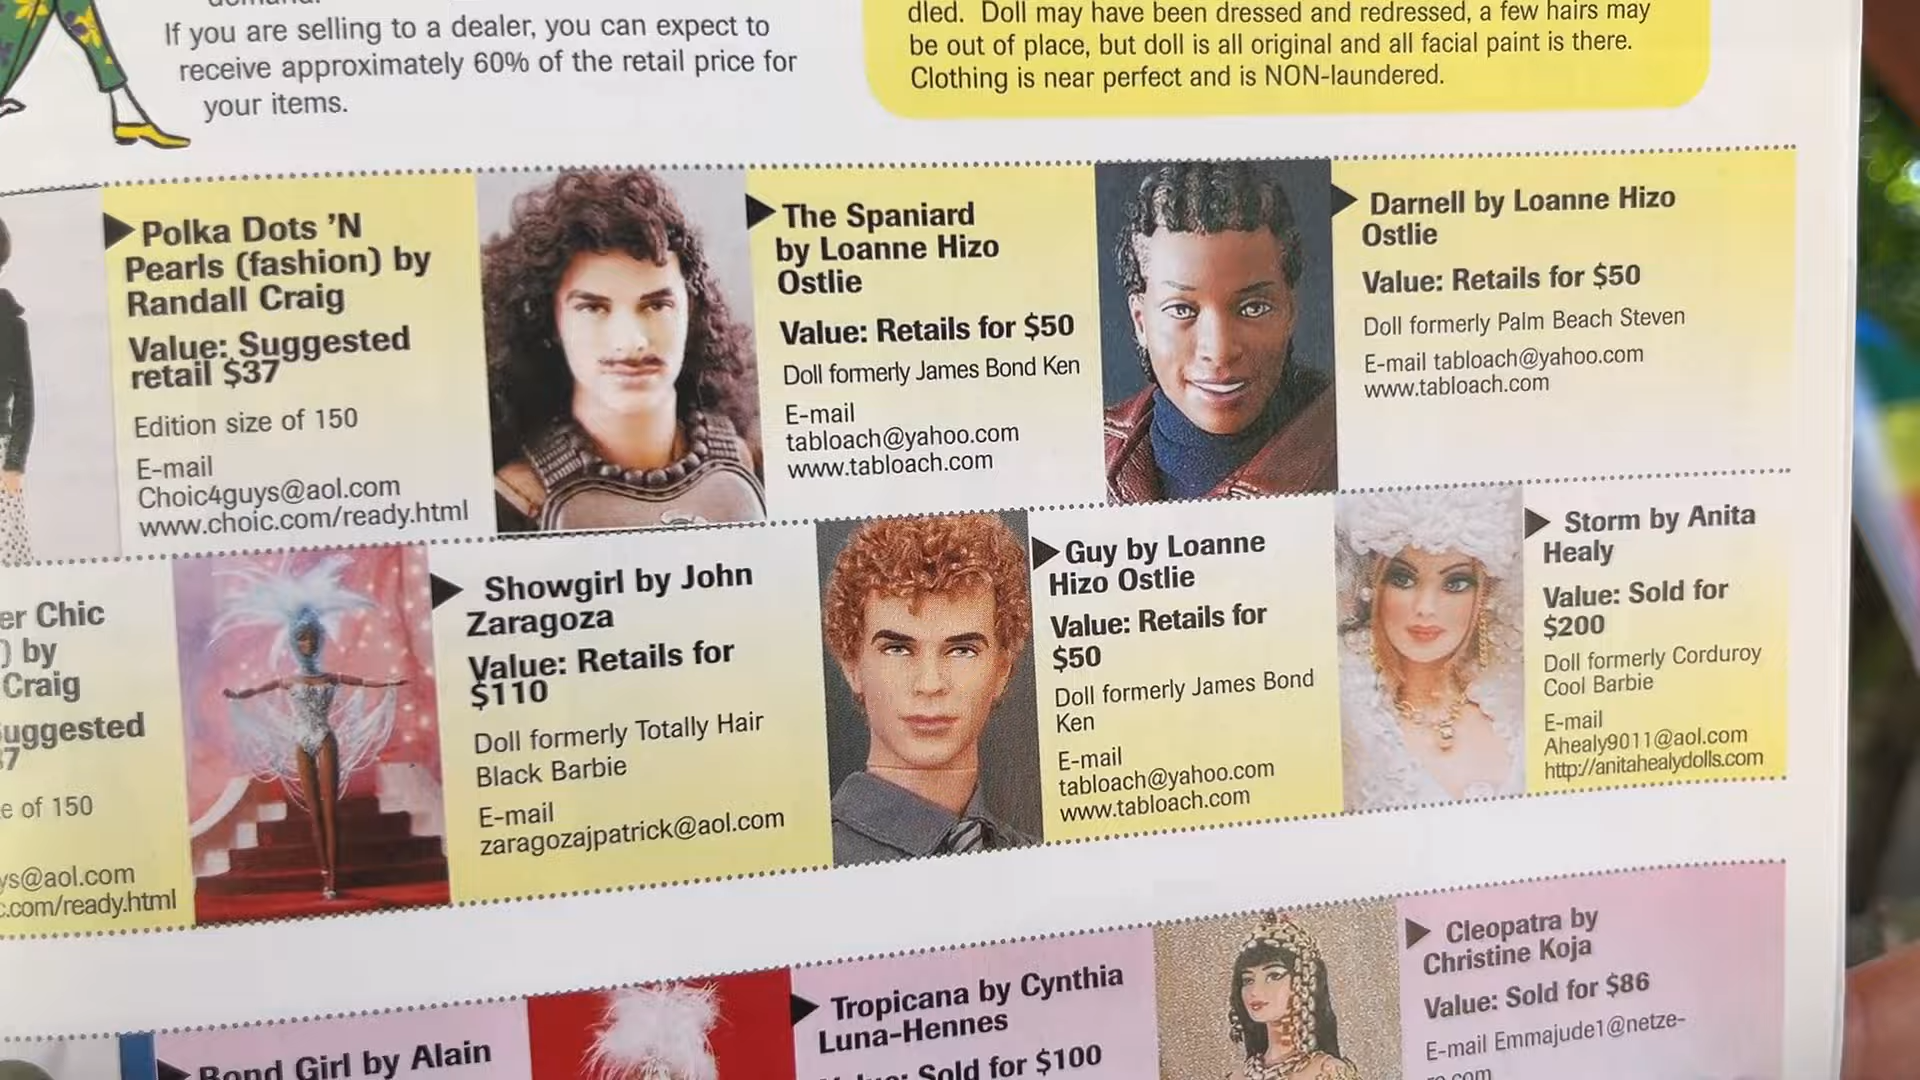 If you are selling to a dealer, you can expect to
receive approximately 60% of the retail price for
your items.
dled. Doll may have been dressed and redressed, a few hairs may
be out of place, but doll is all original and all facial paint is there.
Clothing is near perfect and is NON-laundered.
Polka Dots 'N
Pearls (fashion) by
Randall Craig
Value: Suggested
retail $37
Edition size of 150
E-mail
Choic4guys@aol.com
www.choic.com/ready.html
The Spaniard
by Loanne Hizo
Ostlie
Value: Retails for $50
Doll formerly James Bond Ken
E-mail
tabloach@yahoo.com
www.tabloach.com
Darnell by Loanne Hizo
Ostlie
Value: Retails for $50
Doll formerly Palm Beach Steven
E-mail tabloach@yahoo.com
www.tabloach.com
er Chic
) by
Craig
uggested
7
e of 150
ys@aol.com
c.com/ready.html
Showgirl by John
Zaragoza
Value: Retails for
$110
Doll formerly Totally Hair
Black Barbie
E-mail
zaragozajpatrick@aol.com
Guy by Loanne
Hizo Ostlie
Value: Retails for
$50
Doll formerly James Bond
Ken
E-mail
tabloach@yahoo.com
www.tabloach.com
Storm by Anita
Healy
Value: Sold for
$200
Doll formerly Corduroy
Cool Barbie
E-mail
Ahealy9011@aol.com
http://anitahealydolls.com
Bond Girl by Alain
Tropicana by Cynthia
Luna-Hennes
Value: Sold for $100
Cleopatra by
Christine Koja
Value: Sold for $86
E-mail Emmajude1@netze-
ro.com